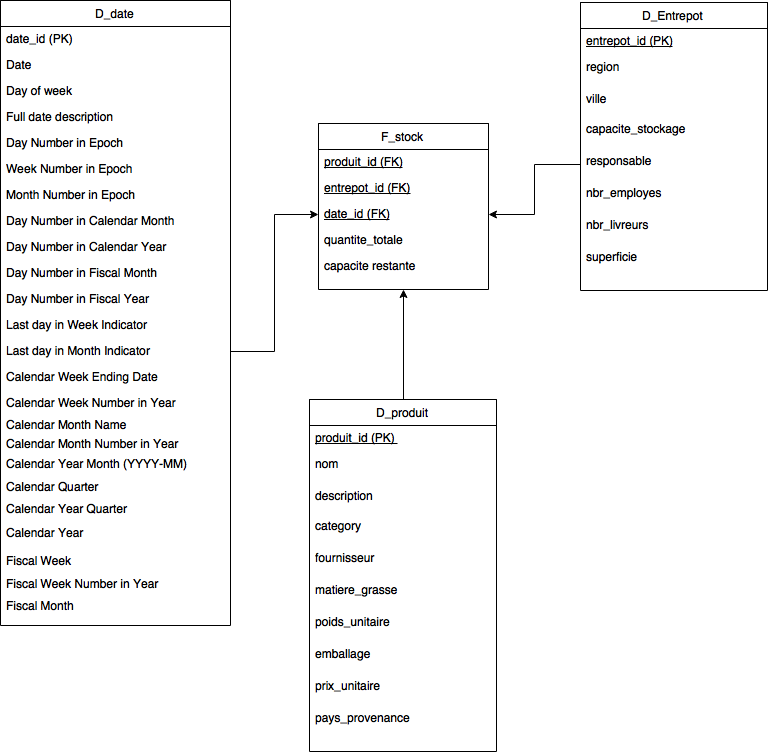 D_date
date_id (PK)
Date
Day of week
Full date description
Day Number in Epoch
Week Number in Epoch
Month Number in Epoch
Day Number in Calendar Month
Day Number in Calendar Year
Day Number in Fiscal Month
Day Number in Fiscal Year
Last day in Week Indicator
Last day in Month Indicator
Calendar Week Ending Date
Calendar Week Number in Year
Calendar Month Name
Calendar Month Number in Year
Calendar Year Month (YYYY-MM)
Calendar Quarter
Calendar Year Quarter
Calendar Year
Fiscal Week
Fiscal Week Number in Year
Fiscal Month
F_stock
produit_id (FK)
entrepot_id (FK)
date_id (FK)
quantite_totale
capacite restante
D_Entrepot
entrepot_id (PK)
region
ville
capacite_stockage
responsable
nbr_employes
nbr_livreurs
superficie
D_produit
produit_id (PK)
nom
description
category
fournisseur
matiere_grasse
poids_unitaire
emballage
prix_unitaire
pays_provenance